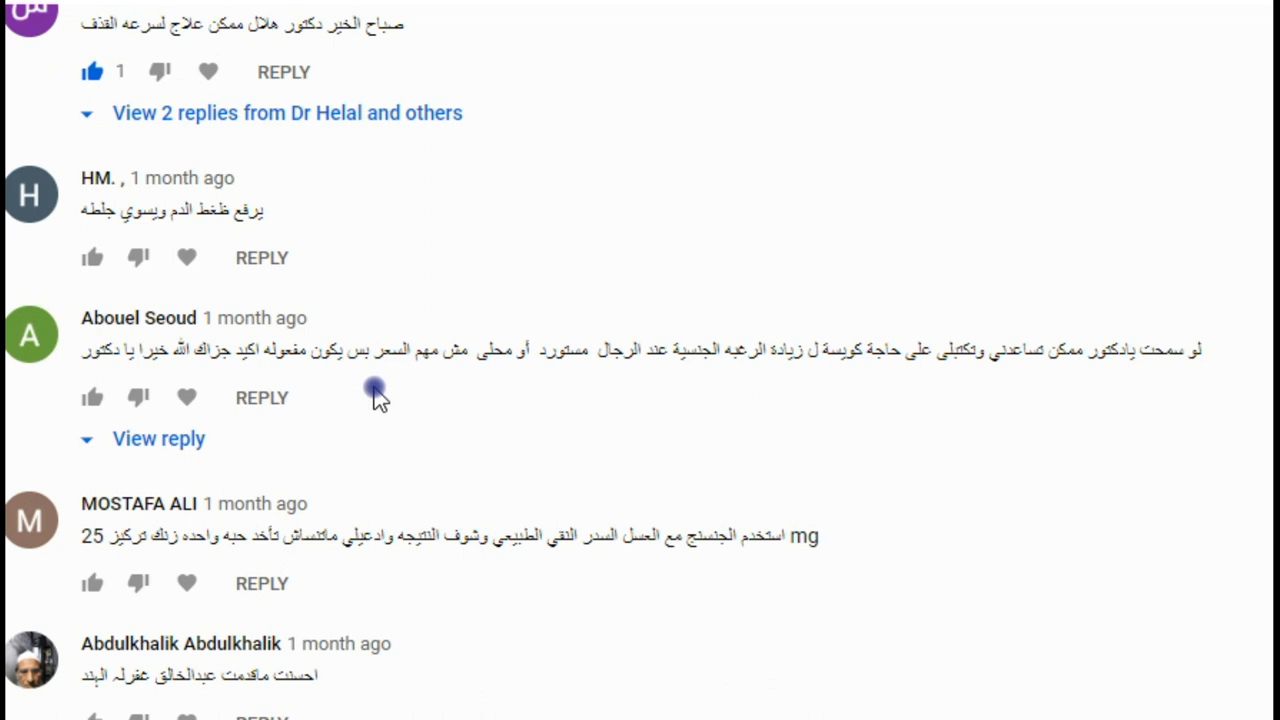 س
صباح الخير دكتور هلال ممكن علاج لسرعه القذف
1 REPLY
View 2 replies from Dr Helal and others
H
HM. , 1 month ago
يرفع ظغط الدم ويسوي جلطه
REPLY
A
Abouel Seoud 1 month ago
لو سمحت يادكتور ممكن تساعدني وتكتبلى على حاجة كويسة ل زيادة الرغبه الجنسية عند الرجال مستورد أو محلى مش مهم السعر بس يكون مفعوله اكيد جزاك الله خيرا يا دكتور
REPLY
View reply
M
MOSTAFA ALI 1 month ago
استخدم الجنسنج مع العسل السدر النقي الطبيعي وشوف النتيجه وادعيلي ماتنساش تأخد حبه واحده زنك تركيز 25 mg
REPLY
Abdulkhalik Abdulkhalik 1 month ago
احسنت ماقدمت عبدالخالق غفرلہ الہند
REPLY